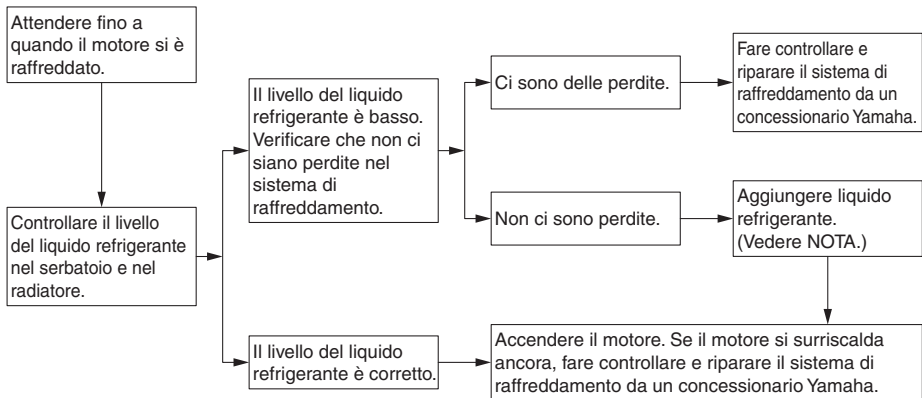 Attendere fino a
quando il motore si è
raffreddato.
Controllare il livello
del liquido refrigerante
nel serbatoio e nel
radiatore.
Il livello del liquido
refrigerante è basso.
Verificare che non ci
siano perdite nel
sistema di
raffreddamento.
Ci sono delle perdite.
Fare controllare e
riparare il sistema di
raffreddamento da un
concessionario Yamaha.
Non ci sono perdite.
Aggiungere liquido
refrigerante.
(Vedere NOTA.)
Il livello del liquido
refrigerante è corretto.
Accendere il motore. Se il motore si surriscalda
ancora, fare controllare e riparare il sistema di
raffreddamento da un concessionario Yamaha.